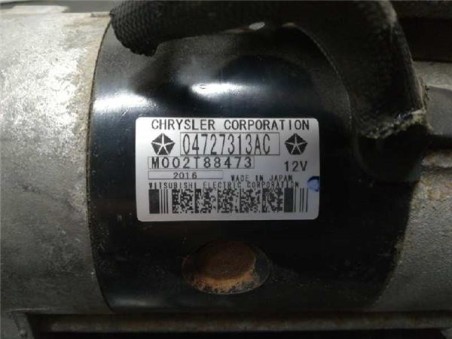 CHRYSLER CORPORATION
04727313AC
M002T88473 12V
2016 MADE IN JAPAN
MITSUBISHI ELECTRIC CORPORATION